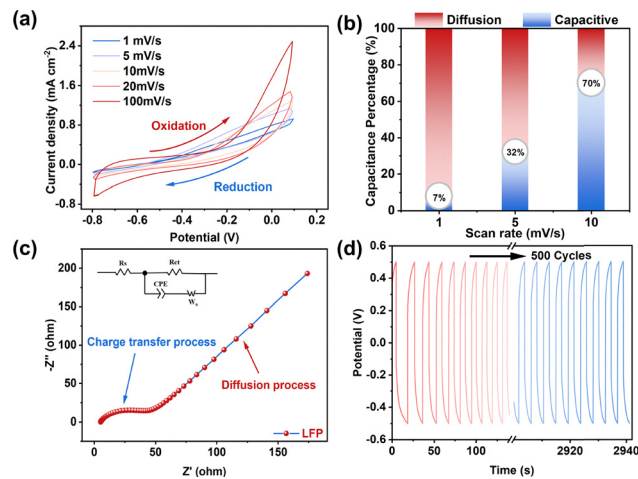 (a)
1 mV/s
5 mV/s
10mV/s
20mV/s
100mV/s
Oxidation
Reduction
Current density (mA cm-2)
2.4
1.6
0.8
0.0
-0.8
-0.8 -0.6 -0.4 -0.2 0.0 0.2
Potential (V)
(b)
Diffusion Capacitive
Capacitance Percentage (%)
100
80
60
40
20
0
7%
32%
70%
1 5 10
Scan rate (mV/s)
(c)
Rs Rct
CPE
Wo
Charge transfer process
Diffusion process
LFP
-Z'' (ohm)
200
150
100
50
0
0 50 100 150 200
Z' (ohm)
(d)
500 Cycles
Potential (V)
0.6
0.4
0.2
0.0
-0.2
-0.4
-0.6
0 50 100 2920 2940
Time (s)